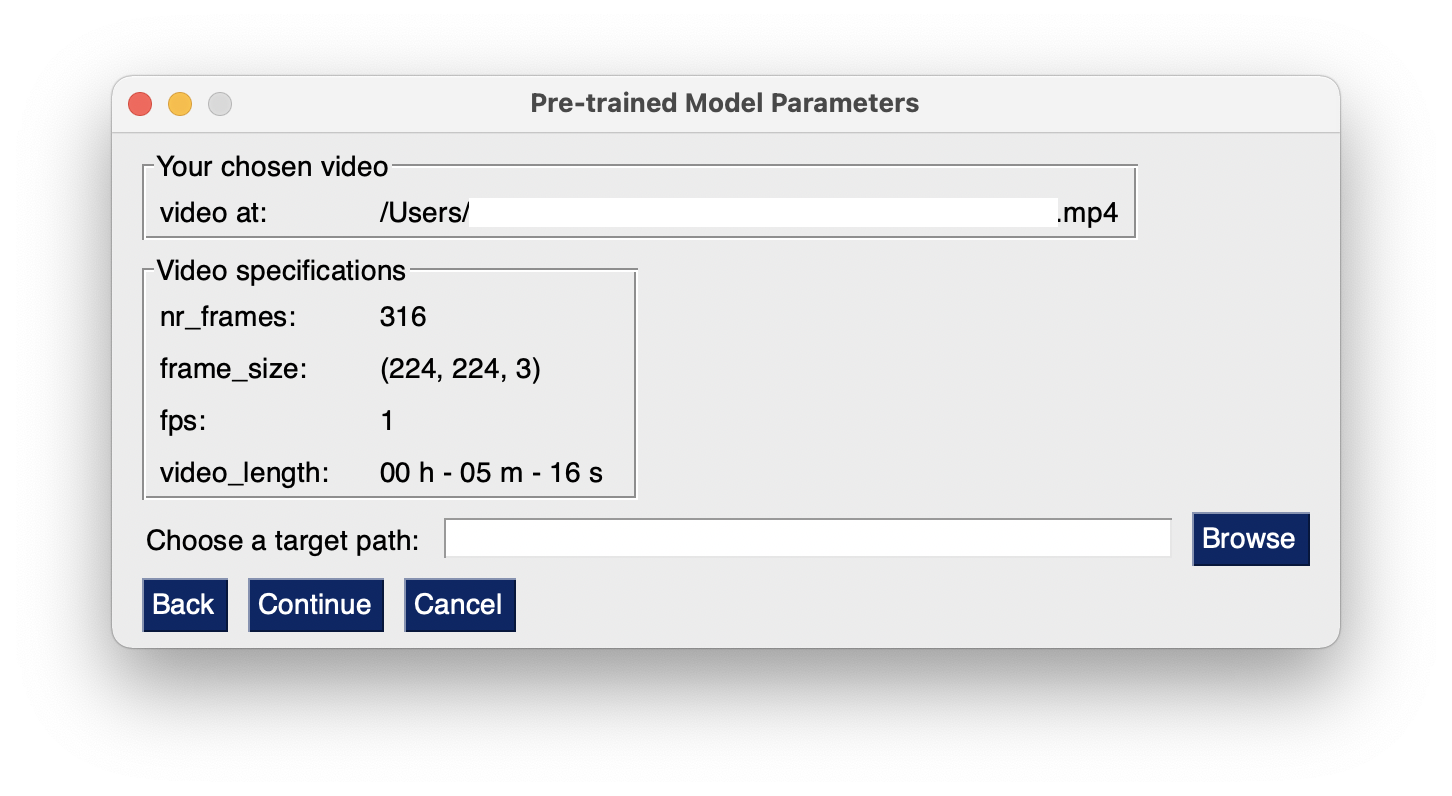 Pre-trained Model Parameters
Your chosen video
video at: /Users/ .mp4
Video specifications
nr_frames: 316
frame_size: (224, 224, 3)
fps: 1
video_length: 00 h - 05 m - 16 s
Choose a target path: Browse
Back Continue Cancel